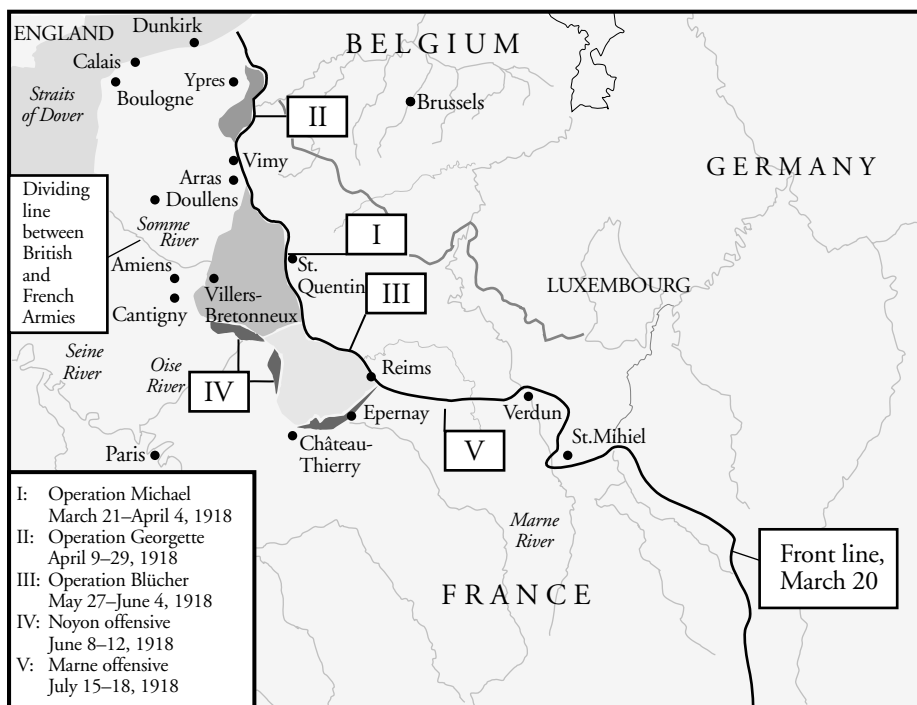 ENGLAND
Dunkirk
BELGIUM
Calais
Ypres
Boulogne
Brussels
Straits
of Dover
II
Vimy
GERMANY
Arras
Doullens
Dividing
line
between
British
and
French
Armies
Somme
River
I
Amiens
St.
Quentin
Villers-
Bretonneux
III
LUXEMBOURG
Cantigny
Seine
River
Oise
River
IV
Reims
Epernay
Verdun
V
St.Mihiel
Château-
Thierry
Paris
Marne
River
Front line,
March 20
FRANCE
I: Operation Michael
March 21–April 4, 1918
II: Operation Georgette
April 9–29, 1918
III: Operation Blücher
May 27–June 4, 1918
IV: Noyon offensive
June 8–12, 1918
V: Marne offensive
July 15–18, 1918